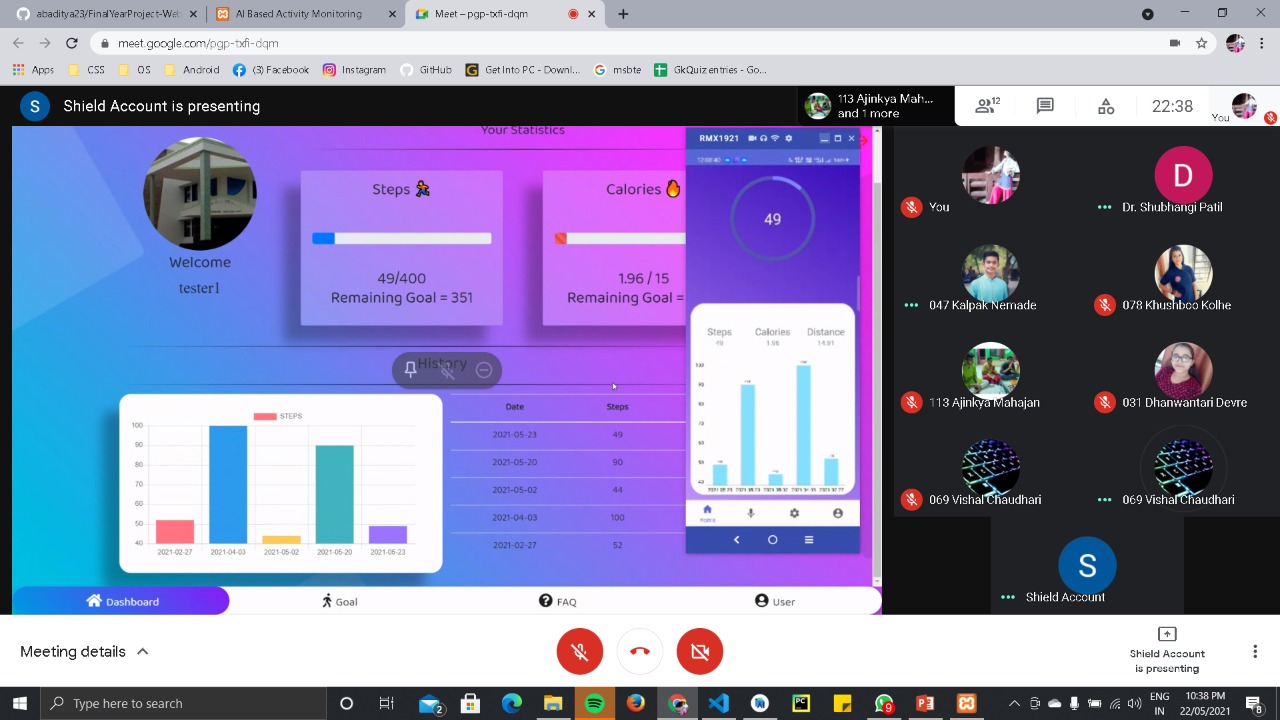 abaditya23/FinalYearProject-Wel
AI Based Activity Monitoring
Meet – pgp-txfi-dqm
meet.google.com/pgp-txfi-dqm
Apps
CSS
OS
Android
(3) Facebook
Instagram
GitHub
Get Into PC - Downl...
msbte
GkQuiz entries - Go...
S
Shield Account is presenting
113 Ajinkya Mah...
and 1 more
12
22:38
You
Your Statistics
Welcome
tester1
Steps
49/400
Remaining Goal = 351
Calories
1.96 / 15
Remaining Goal =
History
STEPS
100
90
80
70
60
50
40
2021-02-27
2021-04-03
2021-05-02
2021-05-20
2021-05-23
Date Steps
2021-05-23 49
2021-05-20 90
2021-05-02 44
2021-04-03 100
2021-02-27 52
RMX1921
49
Steps Calories Distance
49 1.96 14.91
Home
Dashboard
Goal
FAQ
User
You
D
Dr. Shubhangi Patil
047 Kalpak Nemade
078 Khushboo Kolhe
113 Ajinkya Mahajan
031 Dhanwantari Devre
069 Vishal Chaudhari
069 Vishal Chaudhari
S
Shield Account
Meeting details
Shield Account
is presenting
Type here to search
2
9
ENG
IN
10:38 PM
22/05/2021
8